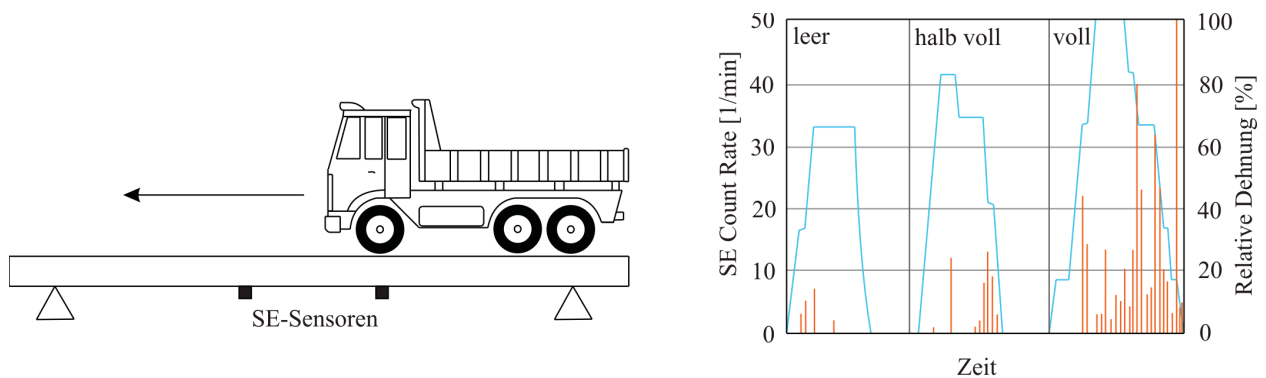 SE-Sensoren
SE Count Rate [1/min]
50
40
30
20
10
0
leer
halb voll
voll
100
80
60
40
20
0
Relative Dehnung [%]
Zeit